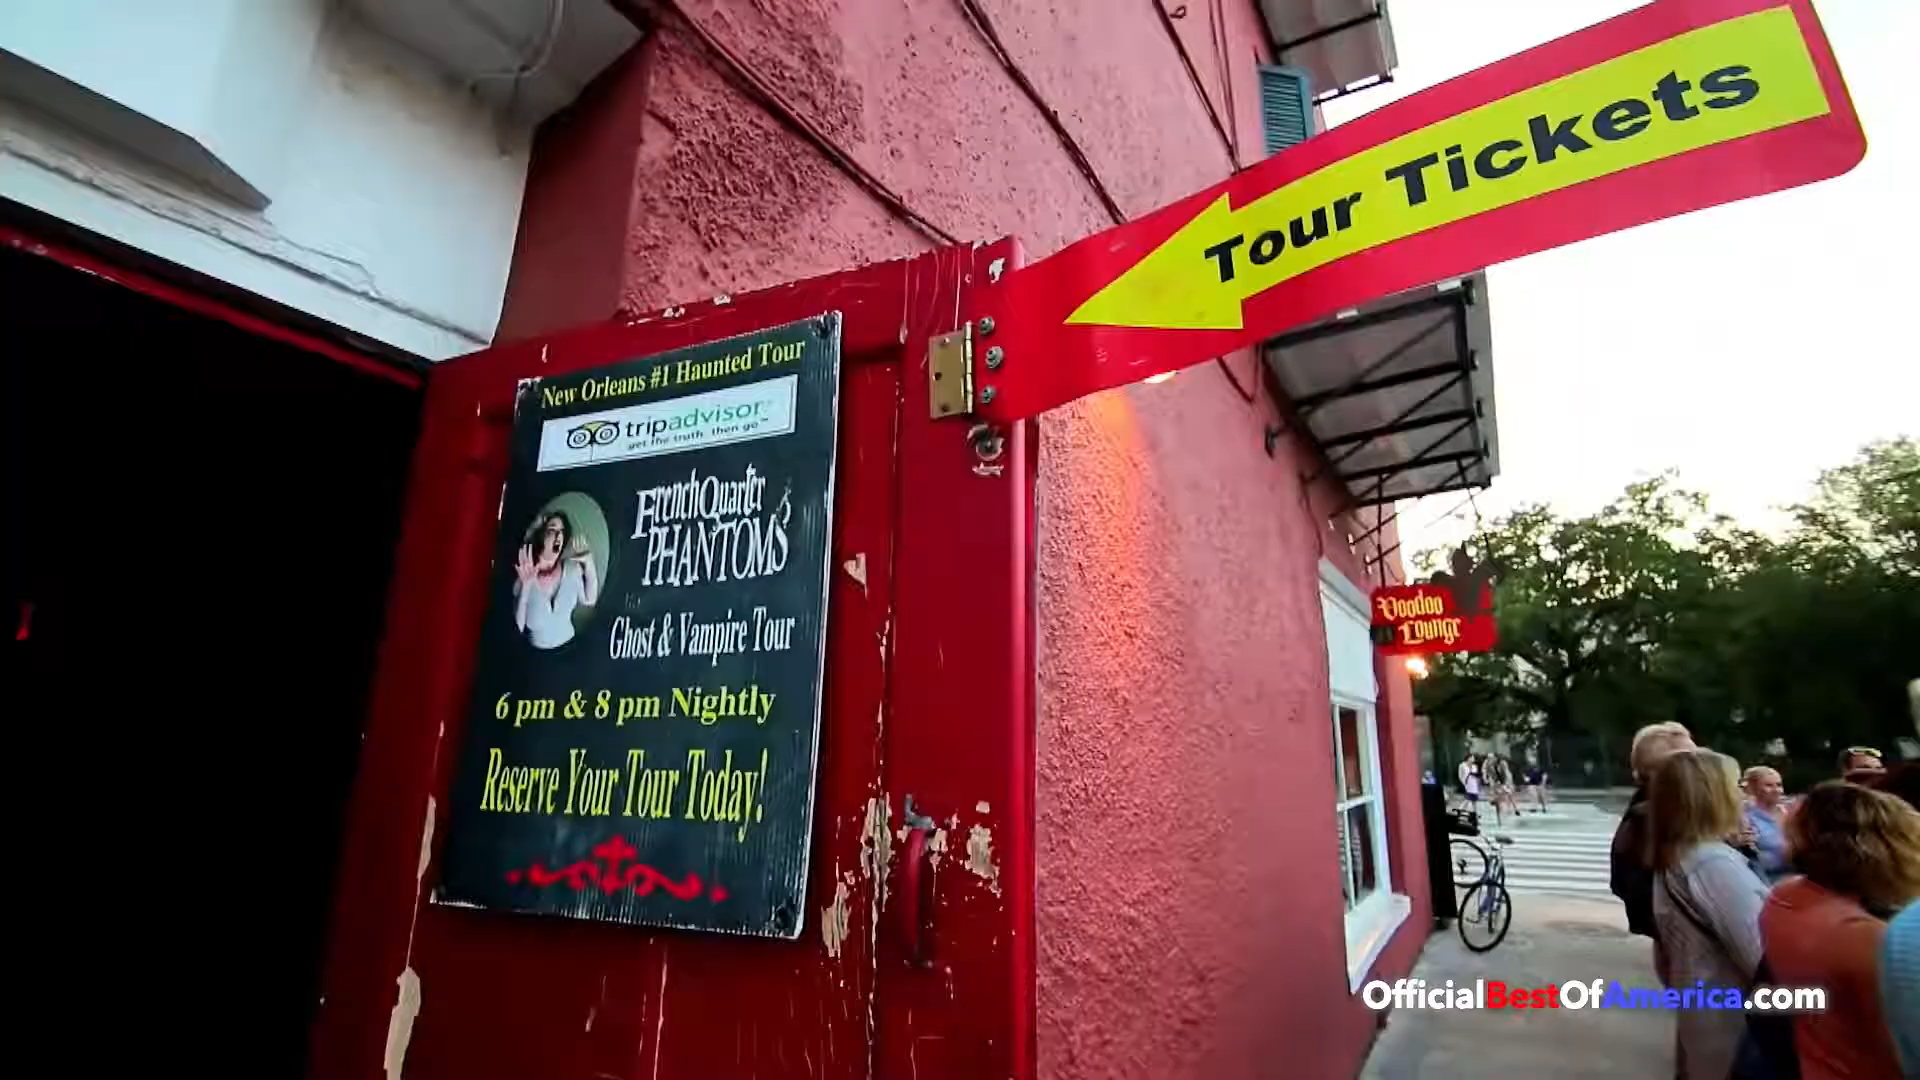 Tour Tickets
New Orleans #1 Haunted Tour
tripadvisor
get the truth. then go™
French Quarter
PHANTOMS
Ghost & Vampire Tour
6 pm & 8 pm Nightly
Reserve Your Tour Today!
Voodoo
Lounge
OfficialBestOfAmerica.com